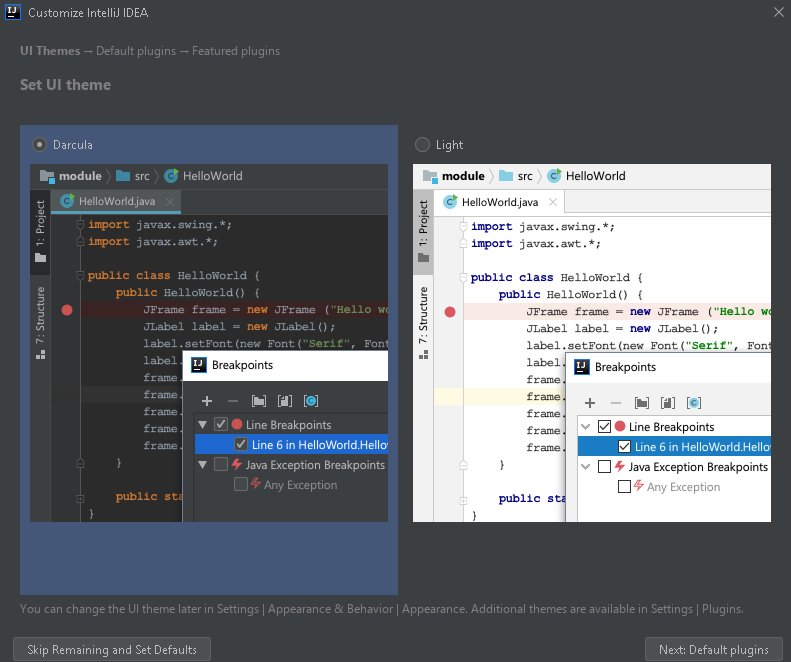 Customize IntelliJ IDEA
UI Themes → Default plugins → Featured plugins
Set UI theme
Darcula
module src HelloWorld
HelloWorld.java
1: Project
7: Structure
import javax.swing.*;
import javax.awt.*;
public class HelloWorld {
public HelloWorld() {
JFrame frame = new JFrame ("Hello wo
JLabel label = new JLabel();
label.setFont(new Font("Serif", Font
label.
frame.
frame.
frame.
frame.
frame.
}
public sta
}
Breakpoints
Line Breakpoints
Line 6 in HelloWorld.Hello
Java Exception Breakpoints
Any Exception
Light
module src HelloWorld
HelloWorld.java
1: Project
7: Structure
import javax.swing.*;
import javax.awt.*;
public class HelloWorld {
public HelloWorld() {
JFrame frame = new JFrame ("Hello wo
JLabel label = new JLabel();
label.setFont(new Font("Serif", Font
label.
frame.
frame.
frame.
frame.
frame.
}
public sta
}
Breakpoints
Line Breakpoints
Line 6 in HelloWorld.Hello
Java Exception Breakpoints
Any Exception
You can change the UI theme later in Settings | Appearance & Behavior | Appearance. Additional themes are available in Settings | Plugins.
Skip Remaining and Set Defaults
Next: Default plugins